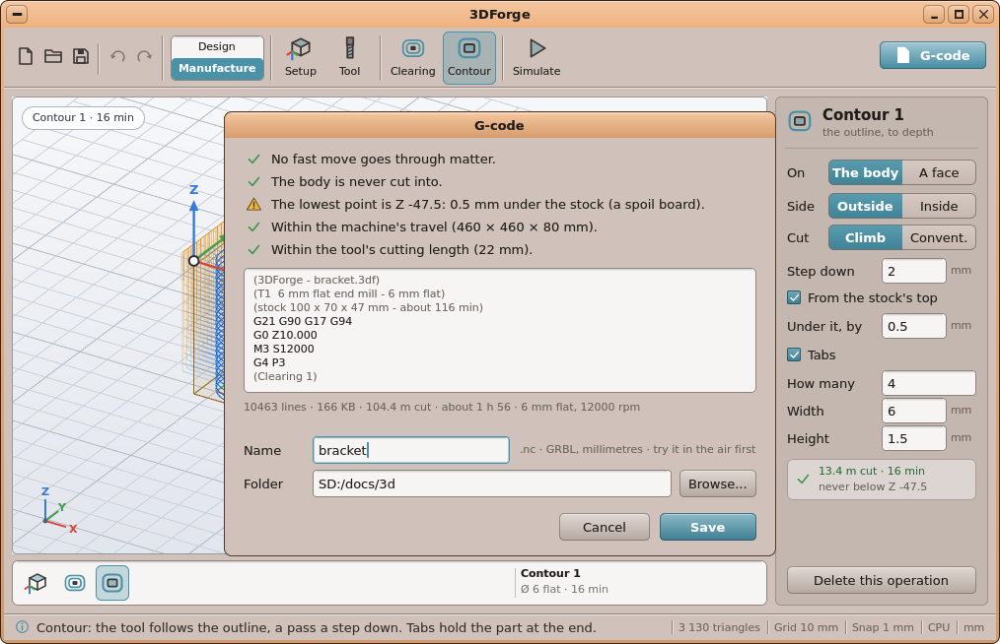 3DForge
Design
Manufacture
Setup
Tool
Clearing
Contour
Simulate
G-code
Contour 1 · 16 min
Z
Z
Y
X
G-code
No fast move goes through matter.
The body is never cut into.
The lowest point is Z -47.5: 0.5 mm under the stock (a spoil board).
Within the machine's travel (460 × 460 × 80 mm).
Within the tool's cutting length (22 mm).
(3DForge - bracket.3df)
(T1  6 mm flat end mill - 6 mm flat)
(stock 100 x 70 x 47 mm - about 116 min)
G21 G90 G17 G94
G0 Z10.000
M3 S12000
G4 P3
(Clearing 1)
10463 lines · 166 KB · 104.4 m cut · about 1 h 56 · 6 mm flat, 12000 rpm
Name bracket .nc · GRBL, millimetres · try it in the air first
Folder SD:/docs/3d Browse...
Cancel Save
Contour 1
the outline, to depth
On The body A face
Side Outside Inside
Cut Climb Convent.
Step down 2 mm
From the stock's top
Under it, by 0.5 mm
Tabs
How many 4
Width 6 mm
Height 1.5 mm
13.4 m cut · 16 min
never below Z -47.5
Delete this operation
Contour 1
Ø 6 flat · 16 min
Contour: the tool follows the outline, a pass a step down. Tabs hold the part at the end.
3 130 triangles Grid 10 mm Snap 1 mm CPU mm